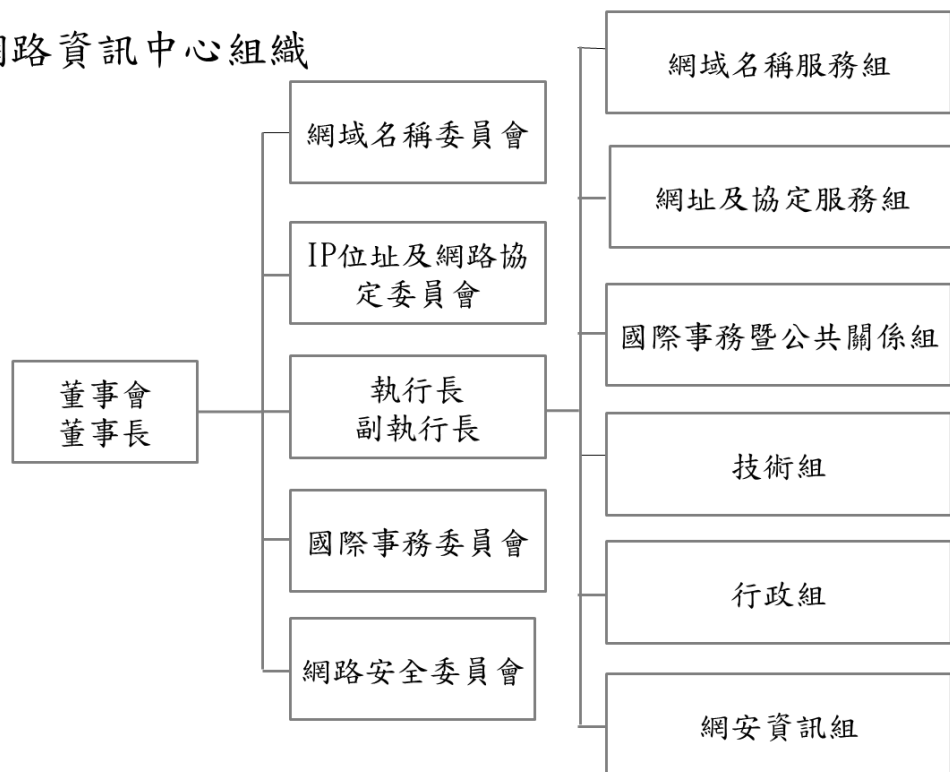 網路資訊中心組織
董事會
董事長
網域名稱委員會
IP位址及網路協
定委員會
執行長
副執行長
國際事務委員會
網路安全委員會
網域名稱服務組
網址及協定服務組
國際事務暨公共關係組
技術組
行政組
網安資訊組